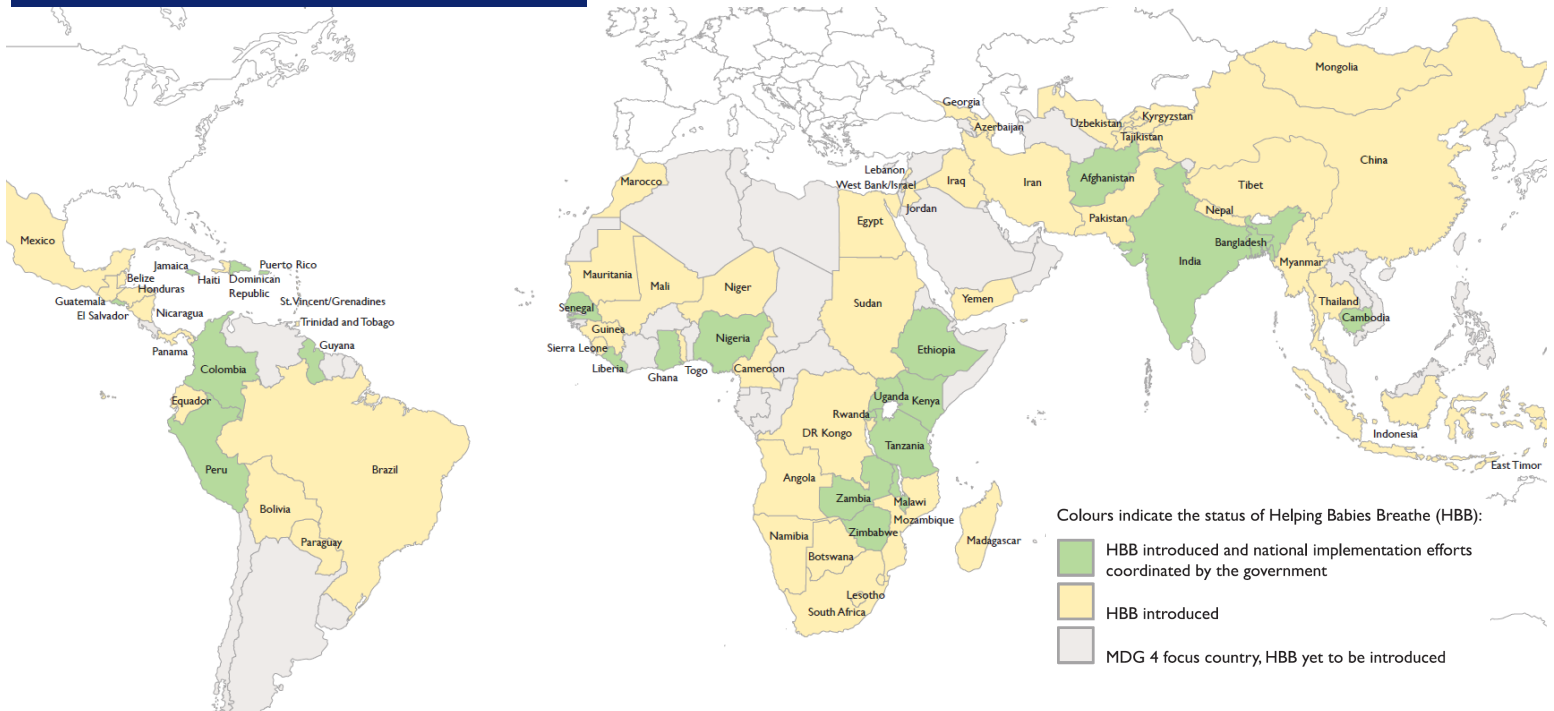 Mongolia
Georgia
Azerbaijan
Uzbekistan
Kyrgyzstan
Tajikistan
China
Lebanon
West Bank/Israel
Iraq
Iran
Afghanistan
Tibet
Marocco
Jordan
Egypt
Pakistan
Nepal
Mexico
Bangladesh
India
Myanmar
Jamaica
Haiti
Dominican
Republic
Puerto Rico
Belize
Honduras
Guatemala
El Salvador
Nicaragua
St.Vincent/Grenadines
Trinidad and Tobago
Panama
Guyana
Colombia
Equador
Peru
Brazil
Bolivia
Paraguay
Mauritania
Mali
Niger
Sudan
Yemen
Thailand
Cambodia
Senegal
Guinea
Sierra Leone
Liberia
Ghana
Togo
Nigeria
Cameroon
Ethiopia
Uganda
Kenya
Rwanda
DR Kongo
Tanzania
Angola
Zambia
Malawi
Mozambique
Zimbabwe
Namibia
Botswana
Madagascar
Lesotho
South Africa
Indonesia
East Timor
Colours indicate the status of Helping Babies Breathe (HBB):
HBB introduced and national implementation efforts
coordinated by the government
HBB introduced
MDG 4 focus country, HBB yet to be introduced